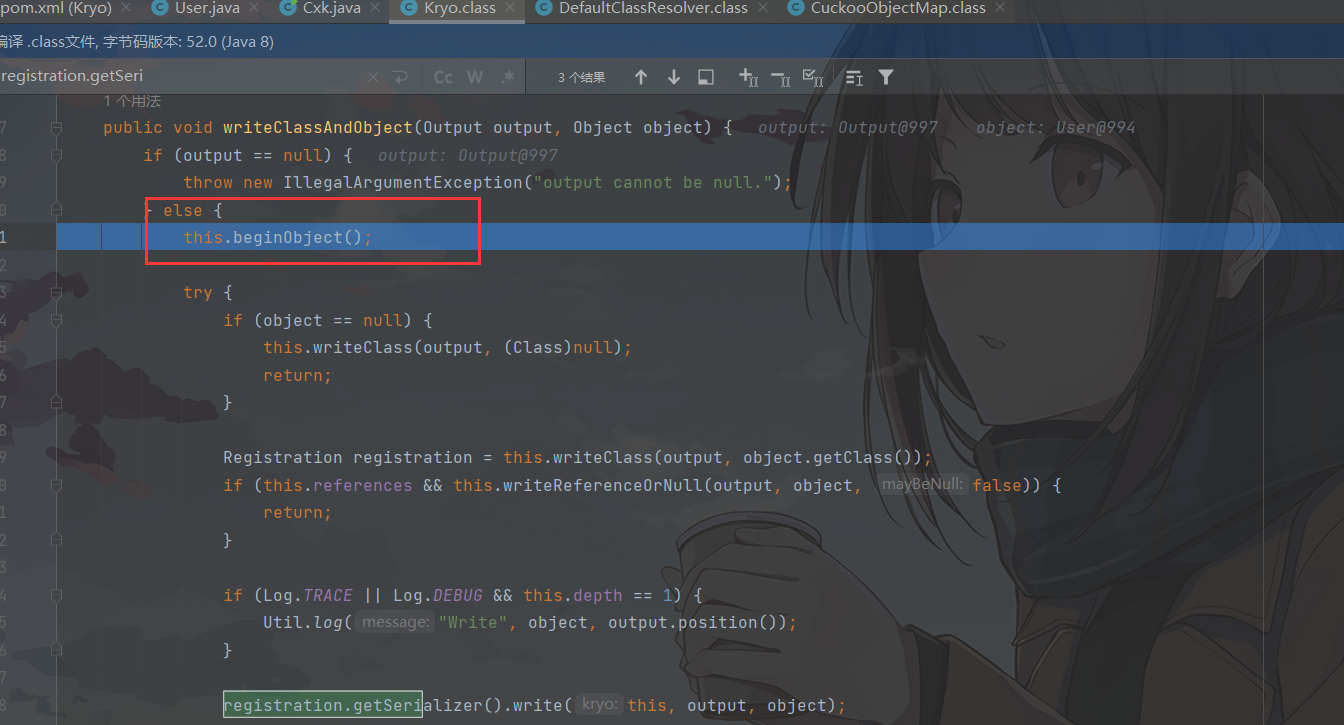 pom.xml (Kryo) × User.java × Cxk.java × Kryo.class × DefaultClassResolver.class × CuckooObjectMap.class ×
编译 .class文件, 字节码版本: 52.0 (Java 8)
registration.getSeri × Cc W .* 3 个结果
1 个用法
7 public void writeClassAndObject(Output output, Object object) { output: Output@997 object: User@994
8 if (output == null) { output: Output@997
9 throw new IllegalArgumentException("output cannot be null.");
0 } else {
1 this.beginObject();
2
3 try {
4 if (object == null) {
5 this.writeClass(output, (Class)null);
6 return;
7 }
8
9 Registration registration = this.writeClass(output, object.getClass());
0 if (this.references && this.writeReferenceOrNull(output, object, mayBeNull: false)) {
1 return;
2 }
3
4 if (Log.TRACE || Log.DEBUG && this.depth == 1) {
5 Util.log( message: "Write", object, output.position());
6 }
7
8 registration.getSerializer().write( kryo: this, output, object);